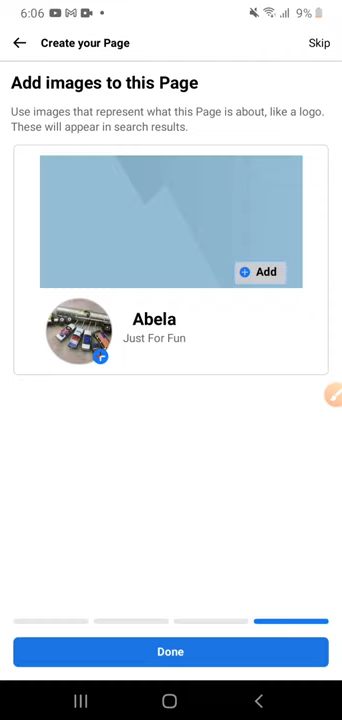 6:06
9%
Create your Page
Skip
Add images to this Page
Use images that represent what this Page is about, like a logo.
These will appear in search results.
Add
Abela
Just For Fun
Done